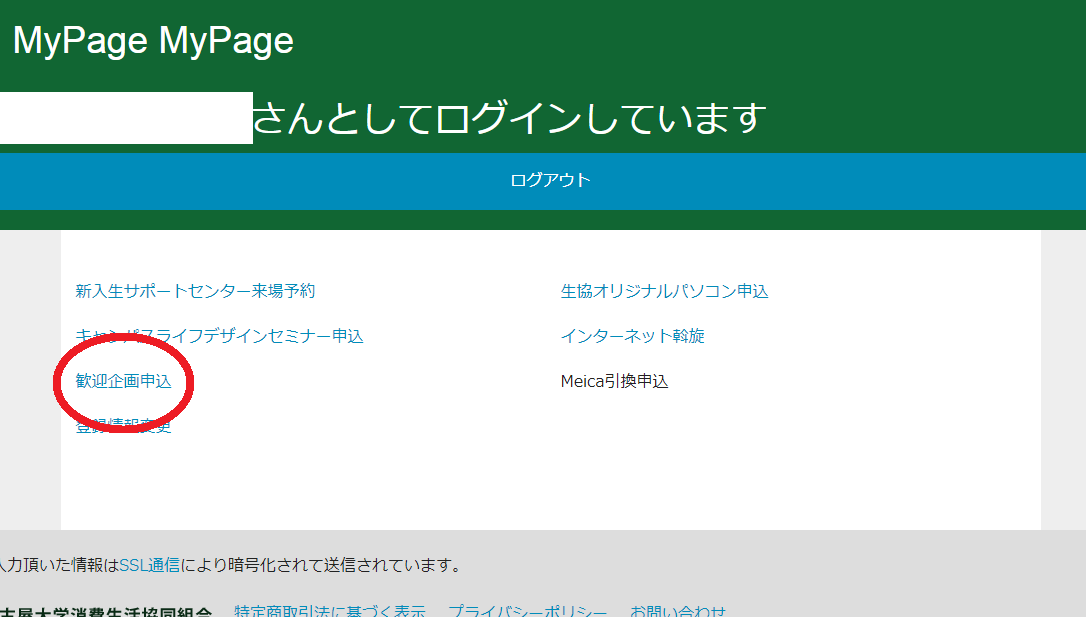 MyPage MyPage
さんとしてログインしています
ログアウト
新入生サポートセンター来場予約
生協オリジナルパソコン申込
キャンパスライフデザインセミナー申込
インターネット斡旋
歓迎企画申込
Meica引換申込
登録情報変更
入力頂いた情報はSSL通信により暗号化されて送信されています。
古屋大学消費生活協同組合 特定商取引法に基づく表示 プライバシーポリシー お問い合わせ